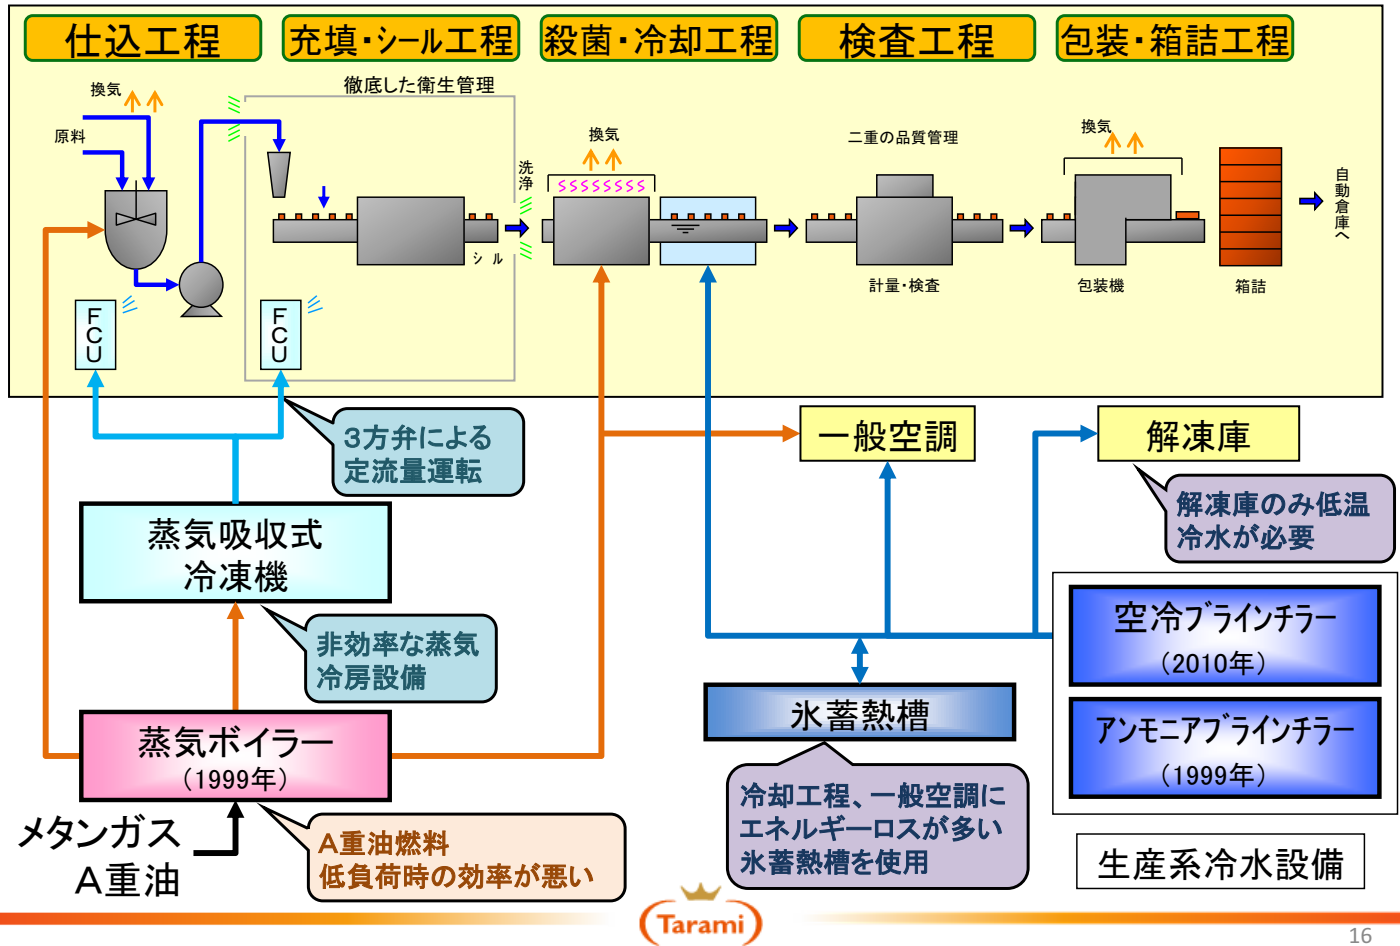 仕込工程
充填・シール工程
殺菌・冷却工程
検査工程
包装・箱詰工程
徹底した衛生管理
換気
原料
換気
洗浄
二重の品質管理
換気
自動倉庫へ
シール
計量・検査
包装機
箱詰
FCU
FCU
3方弁による
定流量運転
一般空調
解凍庫
解凍庫のみ低温
冷水が必要
蒸気吸収式
冷凍機
非効率な蒸気
冷房設備
空冷ブラインチラー
（2010年）
氷蓄熱槽
アンモニアブラインチラー
（1999年）
蒸気ボイラー
（1999年）
冷却工程、一般空調に
エネルギーロスが多い
氷蓄熱槽を使用
メタンガス
A重油
A重油燃料
低負荷時の効率が悪い
生産系冷水設備
Tarami
16